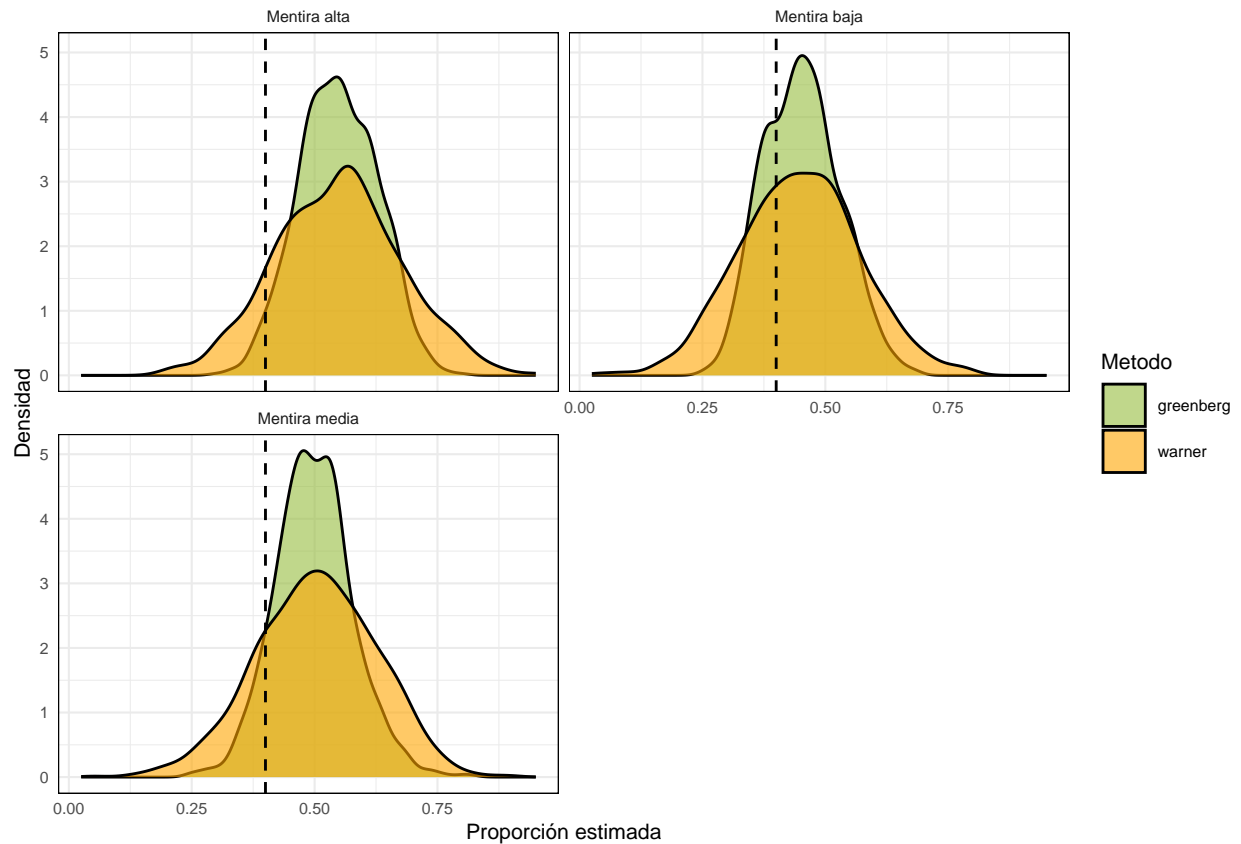 Mentira alta
Mentira baja
5
4
3
2
1
0
0.00 0.25 0.50 0.75
Mentira media
5
4
3
2
1
0
0.00 0.25 0.50 0.75
Densidad
Proporción estimada
Metodo
greenberg
warner